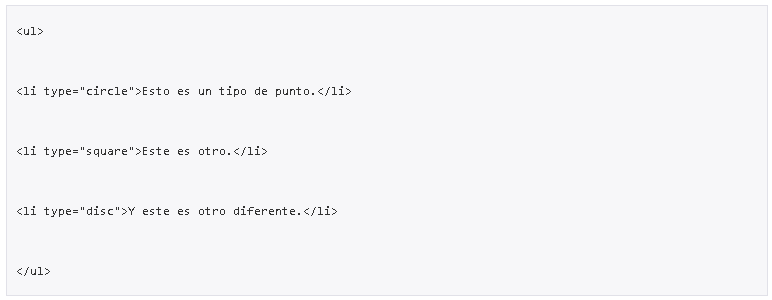 <ul>
<li type="circle">Esto es un tipo de punto.</li>
<li type="square">Este es otro.</li>
<li type="disc">Y este es otro diferente.</li>
</ul>